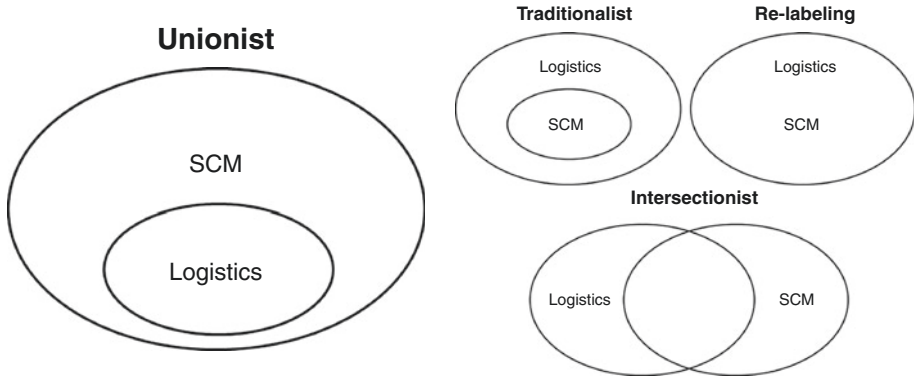 Unionist
SCM
Logistics
Traditionalist
Logistics
SCM
Re-labeling
Logistics
SCM
Intersectionist
Logistics
SCM